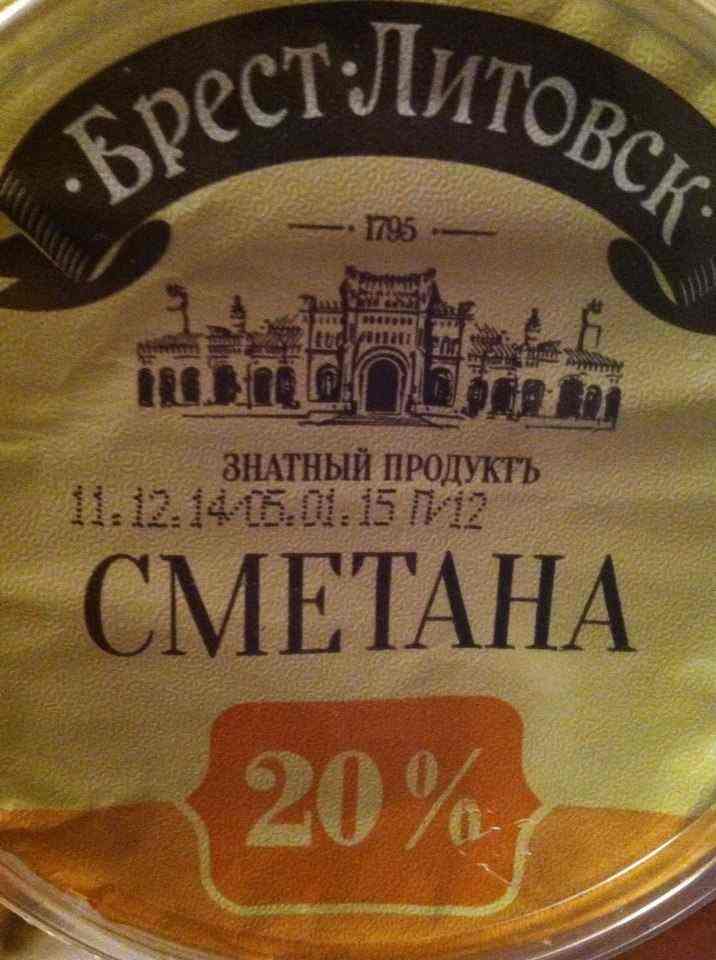 · Брест · Литовск ·
1795
ЗНАТНЫЙ ПРОДУКТЪ
11.12.14/05.01.15 П/12
СМЕТАНА
20%